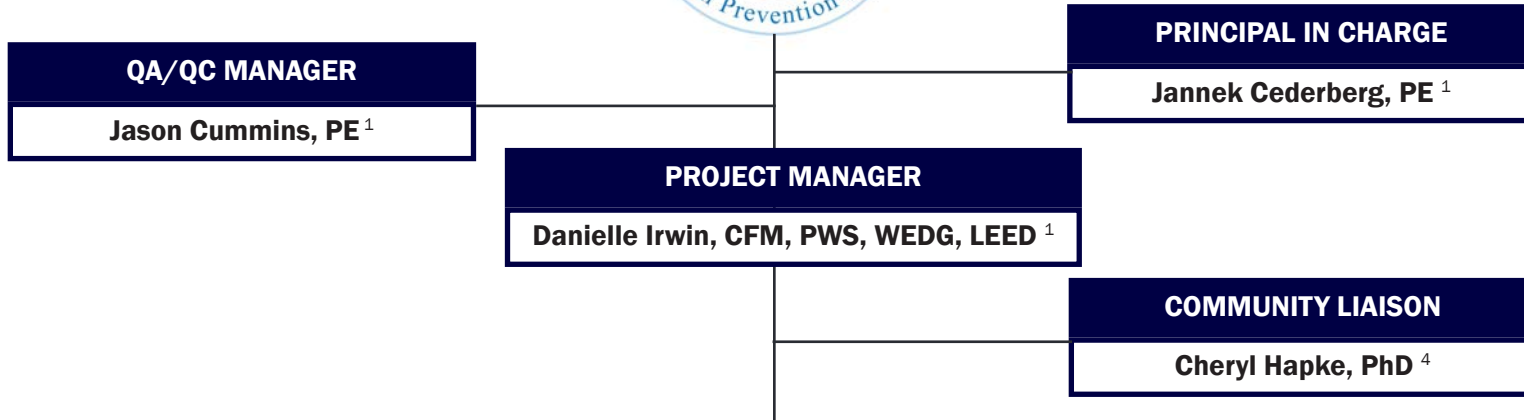 Prevention
PRINCIPAL IN CHARGE
Jannek Cederberg, PE 1
QA/QC MANAGER
Jason Cummins, PE 1
PROJECT MANAGER
Danielle Irwin, CFM, PWS, WEDG, LEED 1
COMMUNITY LIAISON
Cheryl Hapke, PhD 4